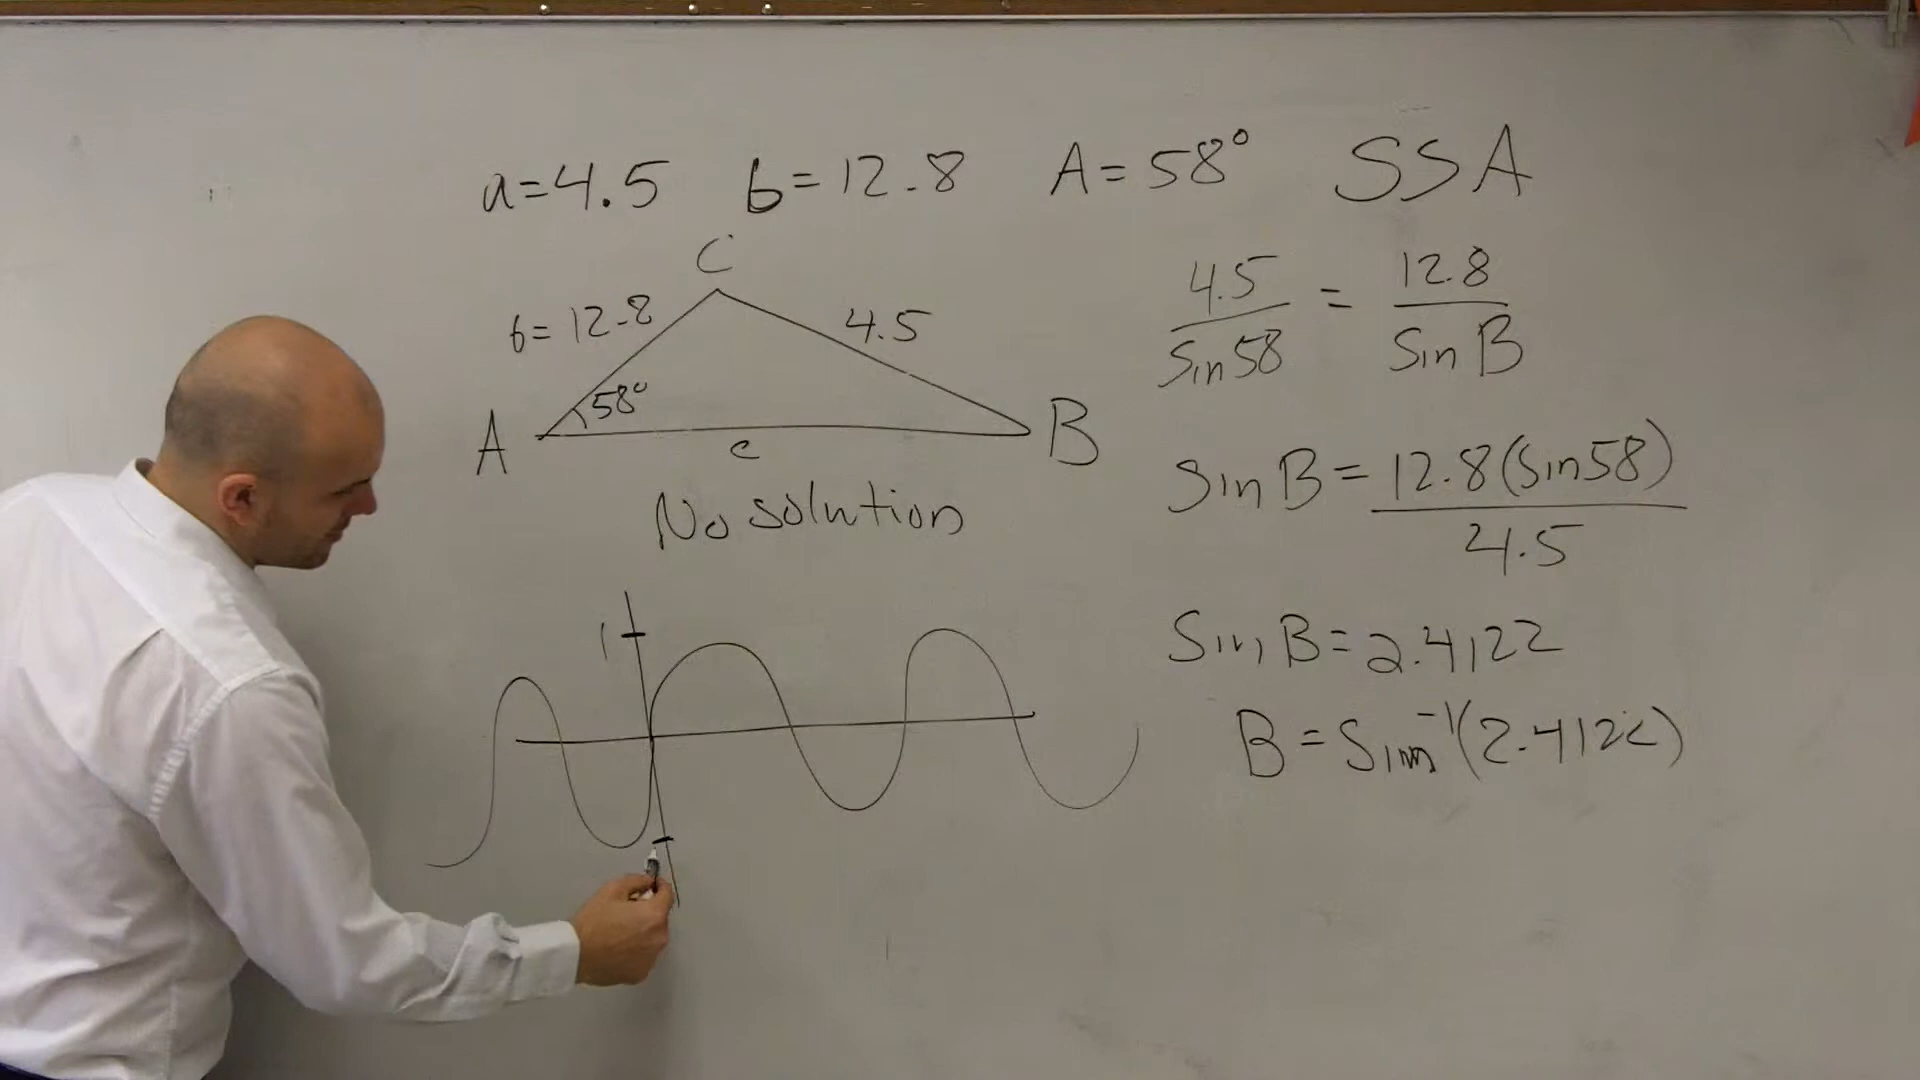 a=4.5 b=12.8 A=58° SSA
C
b=12.8
4.5
58°
A
B
c
No solution
1
4.5/Sin58 = 12.8/Sin B
Sin B = 12.8(Sin58)/4.5
Sin B=2.4122
B=Sin⁻¹(2.4122)